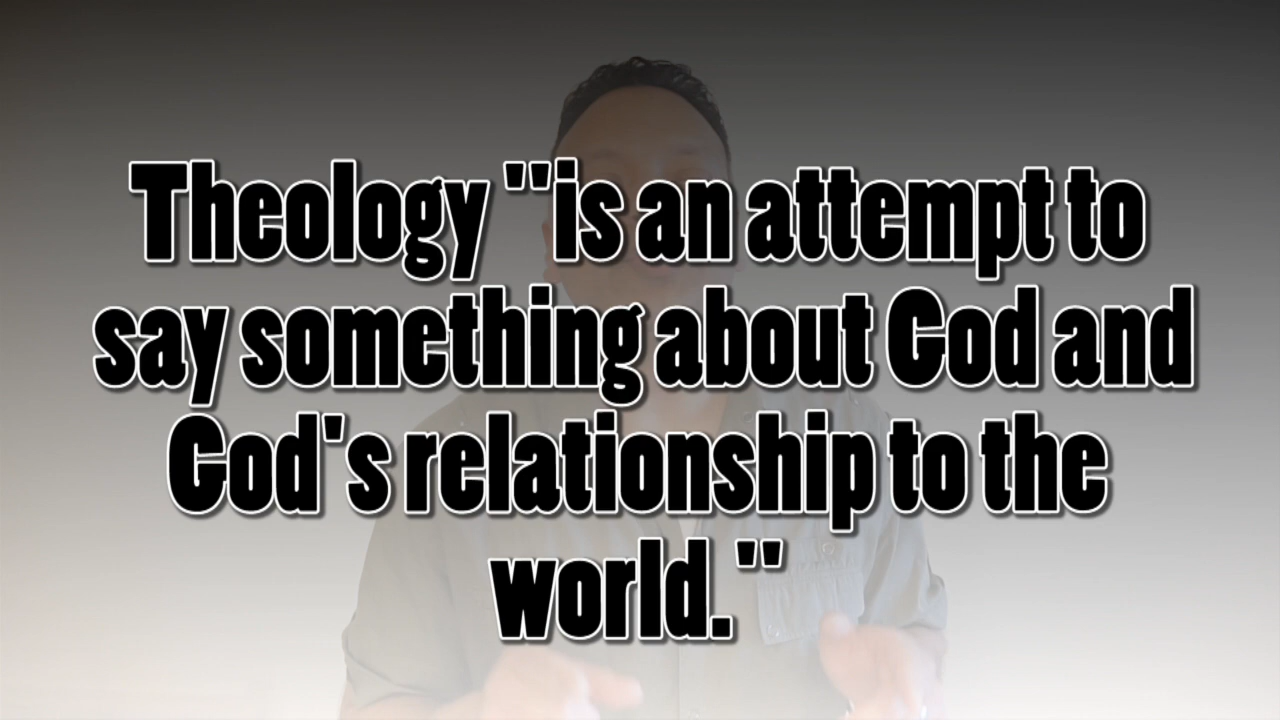 Theology "is an attempt to
say something about God and
God's relationship to the
world."